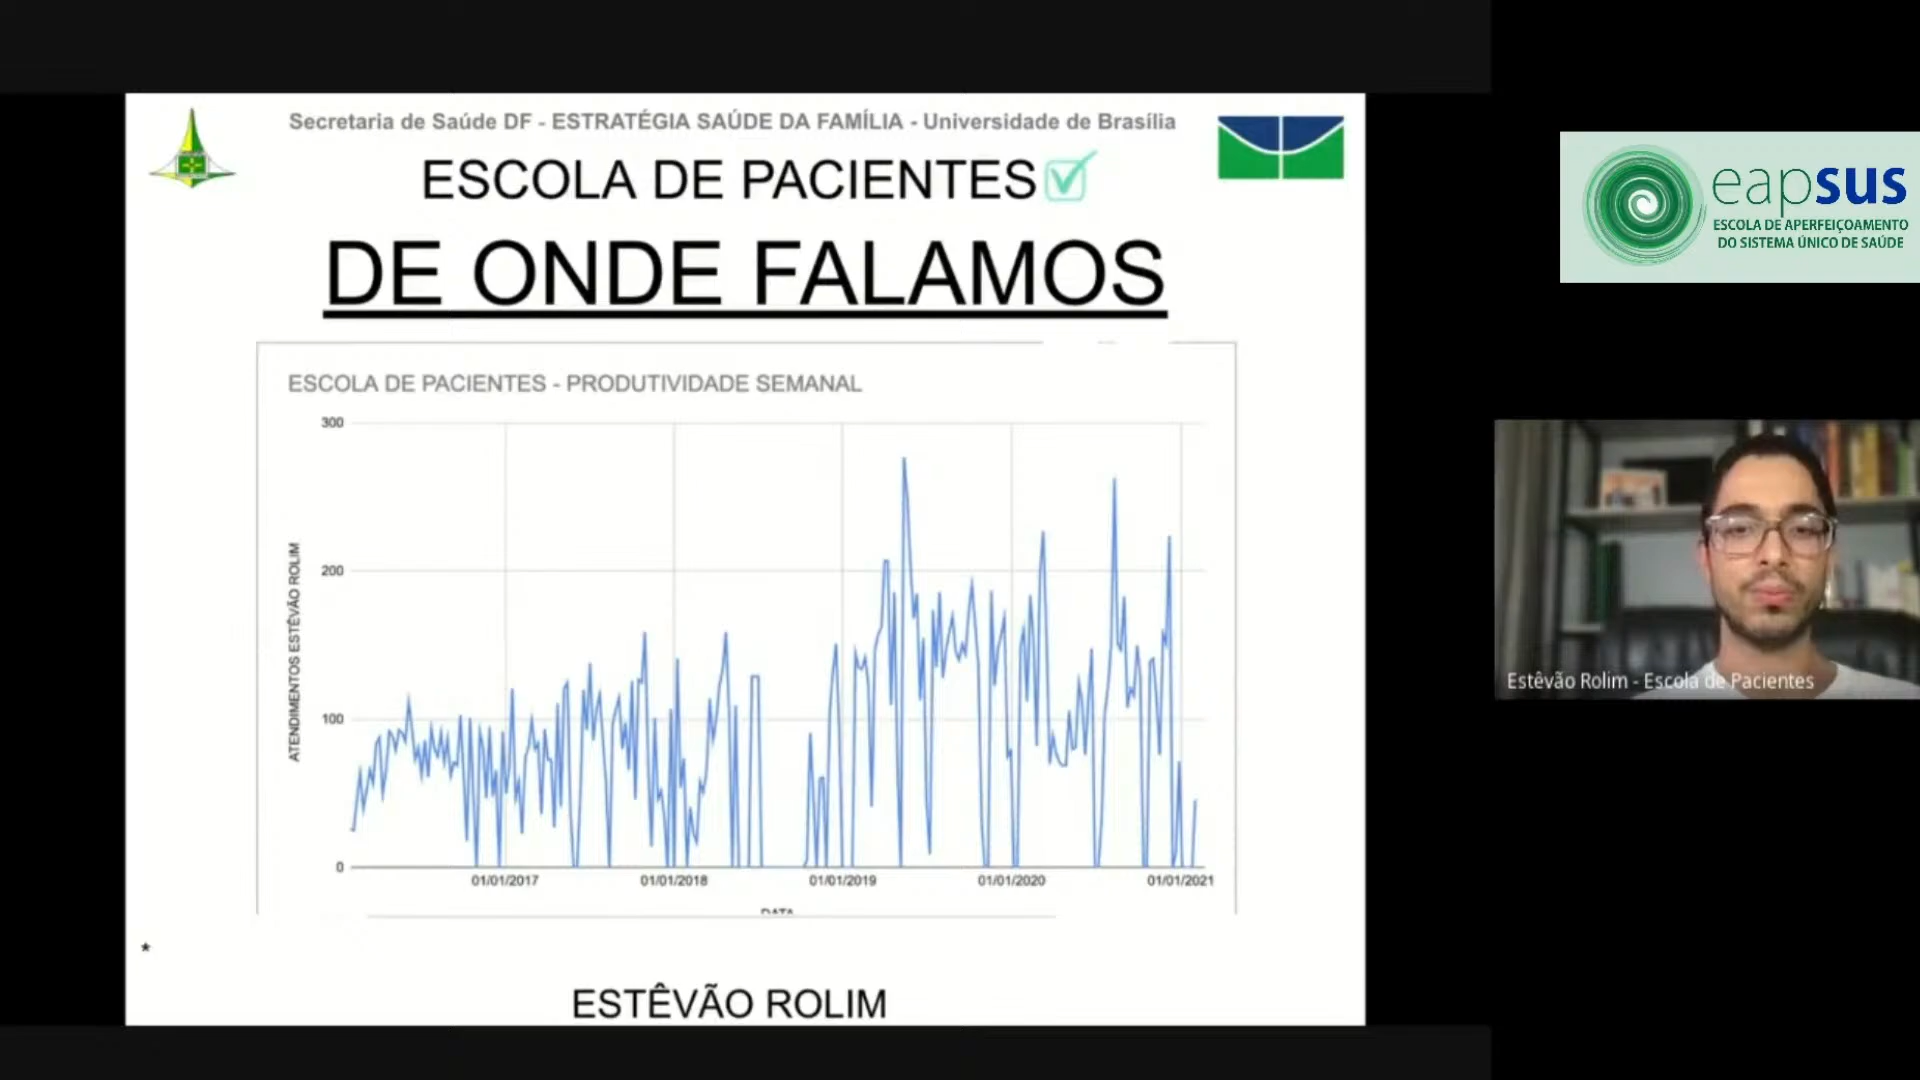 Secretaria de Saúde DF - ESTRATÉGIA SAÚDE DA FAMÍLIA - Universidade de Brasília
ESCOLA DE PACIENTES
DE ONDE FALAMOS
ESCOLA DE PACIENTES - PRODUTIVIDADE SEMANAL
300
200
100
0
ATENDIMENTOS ESTÊVÃO ROLIM
01/01/2017
01/01/2018
01/01/2019
01/01/2020
01/01/2021
DATA
*
ESTÊVÃO ROLIM
eapsus
ESCOLA DE APERFEIÇOAMENTO
DO SISTEMA ÚNICO DE SAÚDE
Estêvão Rolim - Escola de Pacientes